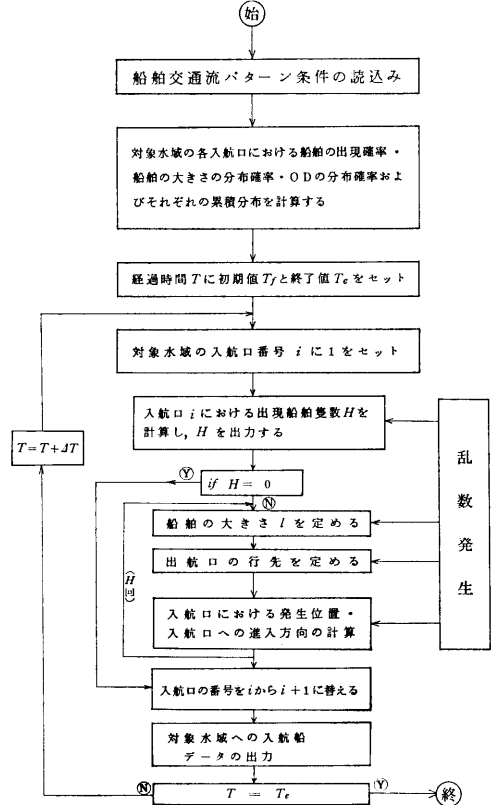 始
船舶交通流パターン条件の読込み
対象水域の各入航口における船舶の出現確率・
船舶の大きさの分布確率・ODの分布確率およ
びそれぞれの累積分布を計算する
経過時間Tに初期値Tfと終了値Teをセット
対象水域の入航口番号 i に1をセット
入航口iにおける出現船舶隻数Hを
計算し, Hを出力する
T=T+ΔT
乱数発生
Ⓨ
if H = 0
Ⓝ
船舶の大きさ l を定める
出航口の行先を定める
(H回)
入航口における発生位置・
入航口への進入方向の計算
入航口の番号をiからi+1に替える
対象水域への入航船
データの出力
Ⓝ
T = Te
Ⓨ
終